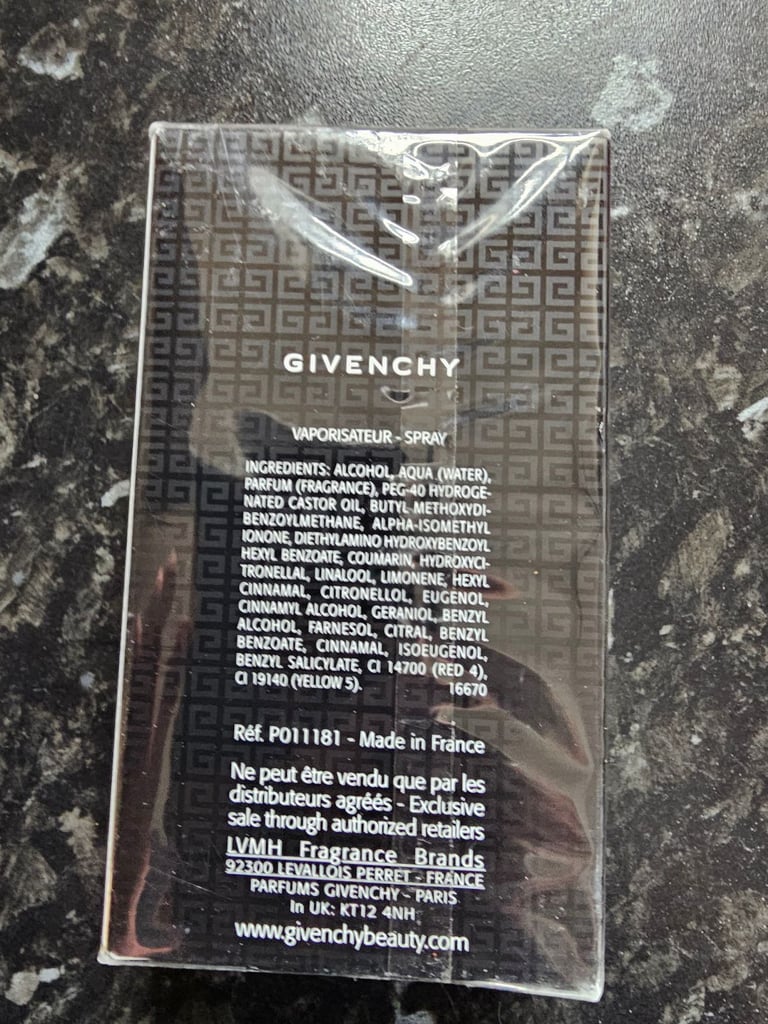 GIVENCHY
VAPORISATEUR - SPRAY
INGREDIENTS: ALCOHOL, AQUA (WATER),
PARFUM (FRAGRANCE), PEG-40 HYDROGE-
NATED CASTOR OIL, BUTYL METHOXYDI-
BENZOYLMETHANE, ALPHA-ISOMETHYL
IONONE, DIETHYLAMINO HYDROXYBENZOYL
HEXYL BENZOATE, COUMARIN, HYDROXYCI-
TRONELLAL, LINALOOL, LIMONENE, HEXYL
CINNAMAL, CITRONELLOL, EUGENOL,
CINNAMYL ALCOHOL, GERANIOL, BENZYL
ALCOHOL, FARNESOL, CITRAL, BENZYL
BENZOATE, CINNAMAL, ISOEUGENOL,
BENZYL SALICYLATE, CI 14700 (RED 4),
CI 19140 (YELLOW 5). 16670
Réf. P011181 - Made in France
Ne peut être vendu que par les
distributeurs agréés - Exclusive
sale through authorized retailers
LVMH Fragrance Brands
92300 LEVALLOIS PERRET - FRANCE
PARFUMS GIVENCHY - PARIS
In UK: KT12 4NH
www.givenchybeauty.com